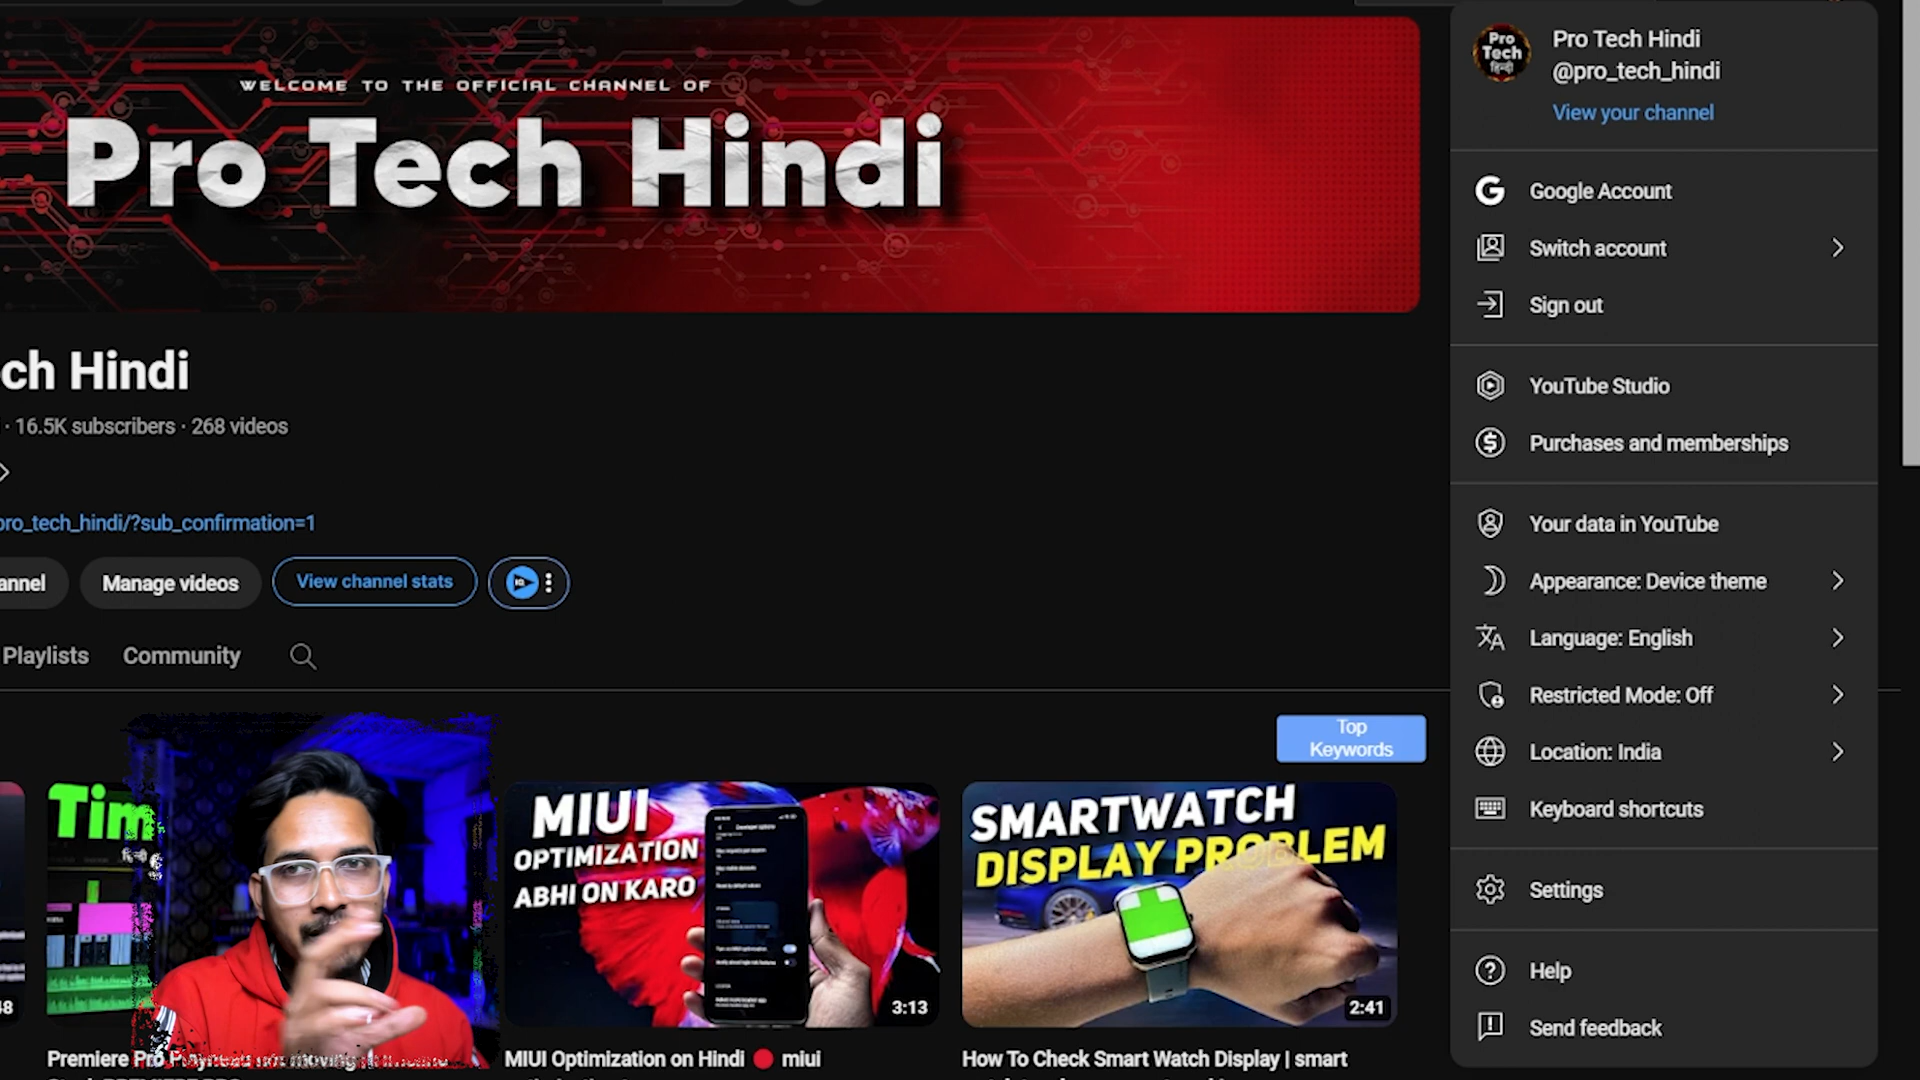 WELCOME TO THE OFFICIAL CHANNEL OF
Pro Tech Hindi
ch Hindi
· 16.5K subscribers · 268 videos
pro_tech_hindi/?sub_confirmation=1
annel
Manage videos
View channel stats
Playlists
Community
Top
Keywords
Tim
MIUI
OPTIMIZATION
ABHI ON KARO
3:13
SMARTWATCH
DISPLAY PROBLEM
2:41
Premiere Pro
MIUI Optimization on Hindi 🔴 miui
How To Check Smart Watch Display | smart
Pro
Tech
हिन्दी
Pro Tech Hindi
@pro_tech_hindi
View your channel
Google Account
Switch account
Sign out
YouTube Studio
Purchases and memberships
Your data in YouTube
Appearance: Device theme
Language: English
Restricted Mode: Off
Location: India
Keyboard shortcuts
Settings
Help
Send feedback